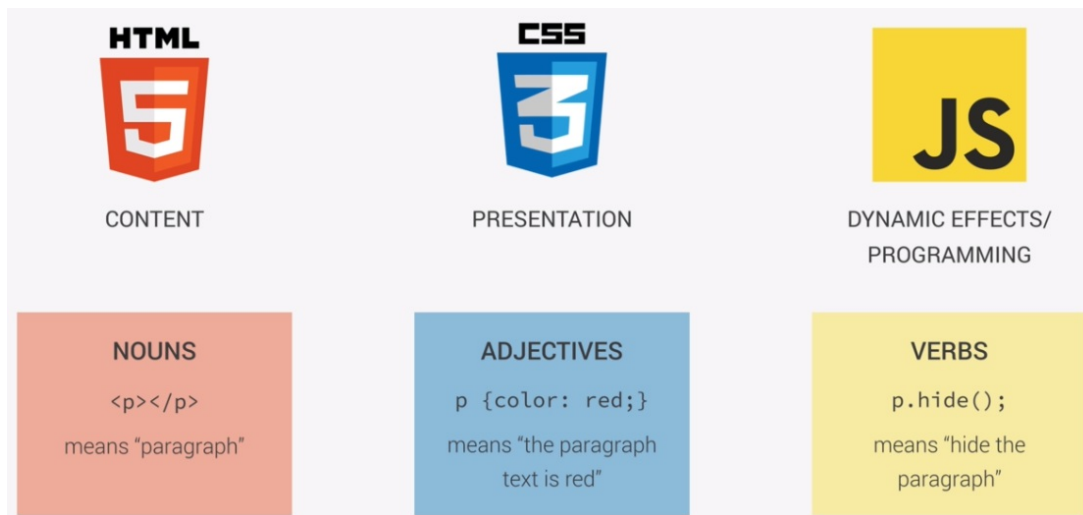 HTML
5
CONTENT
NOUNS
<p></p>
means “paragraph”
CSS
3
PRESENTATION
ADJECTIVES
p {color: red;}
means “the paragraph
text is red”
JS
DYNAMIC EFFECTS/
PROGRAMMING
VERBS
p.hide();
means “hide the
paragraph”